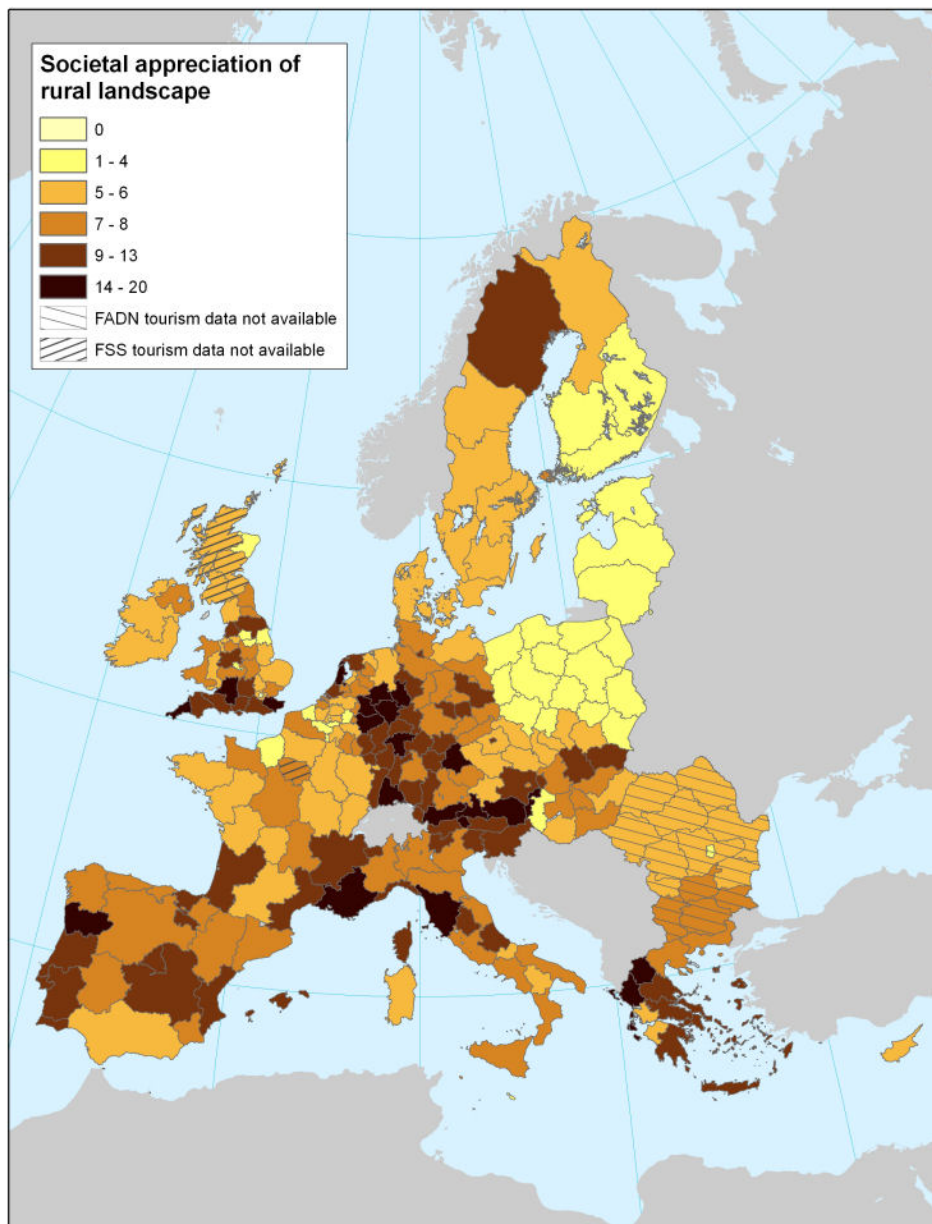 Societal appreciation of
rural landscape
0
1 - 4
5 - 6
7 - 8
9 - 13
14 - 20
FADN tourism data not available
FSS tourism data not available